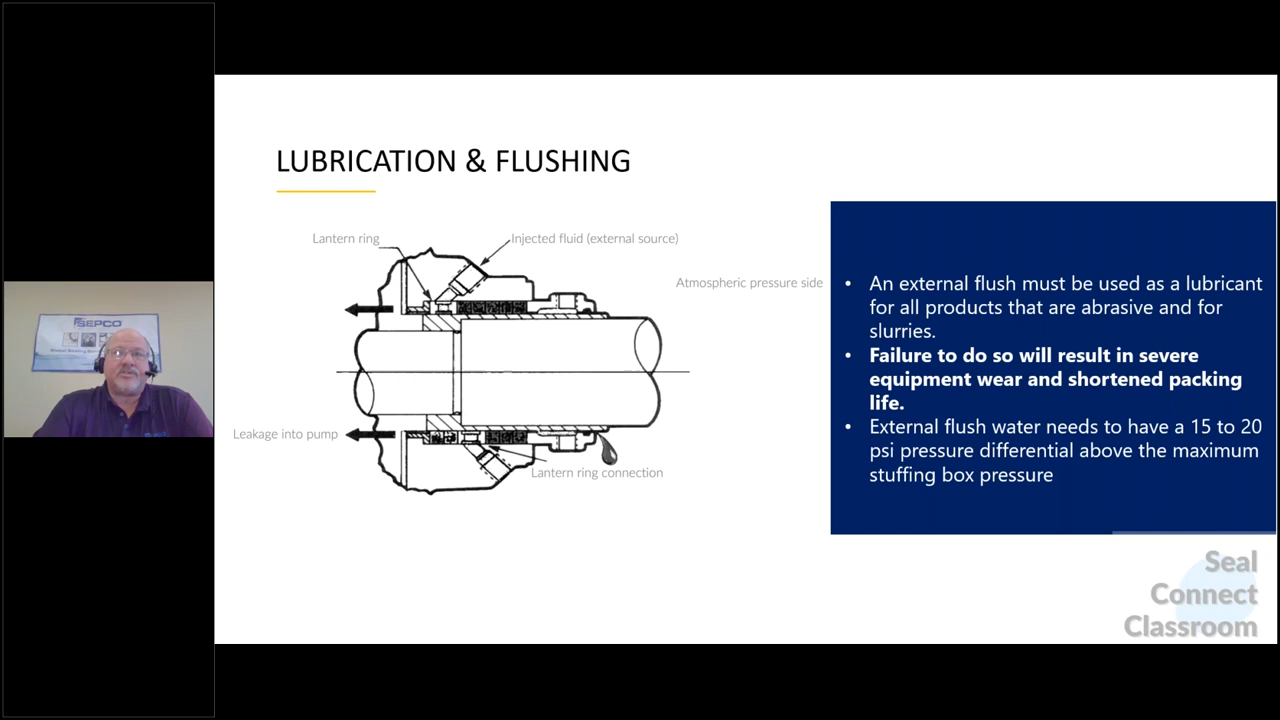 LUBRICATION & FLUSHING
Lantern ring
Injected fluid (external source)
Atmospheric pressure side
Leakage into pump
Lantern ring connection
• An external flush must be used as a lubricant
for all products that are abrasive and for
slurries.
• Failure to do so will result in severe
equipment wear and shortened packing
life.
• External flush water needs to have a 15 to 20
psi pressure differential above the maximum
stuffing box pressure
SEPCO
Seal
Connect
Classroom